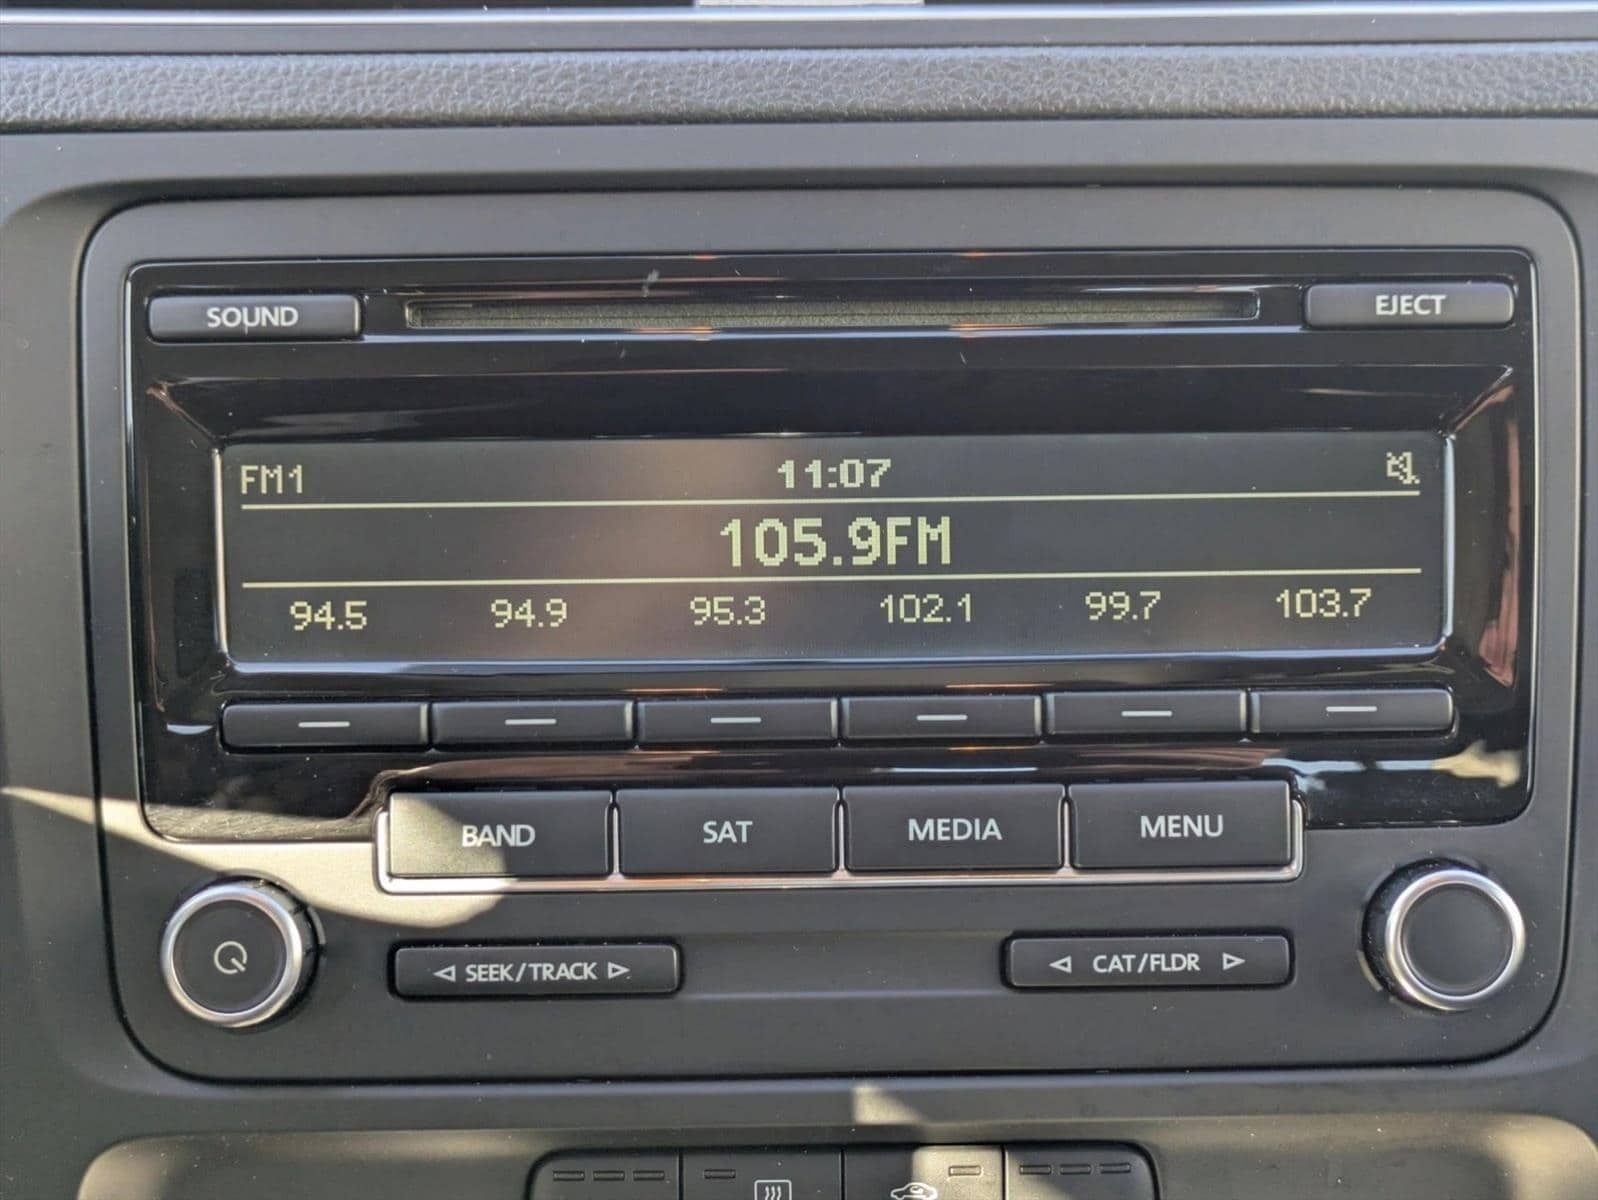 SOUND EJECT
FM1 11:07
105.9FM
94.5 94.9 95.3 102.1 99.7 103.7
BAND SAT MEDIA MENU
SEEK/TRACK CAT/FLDR